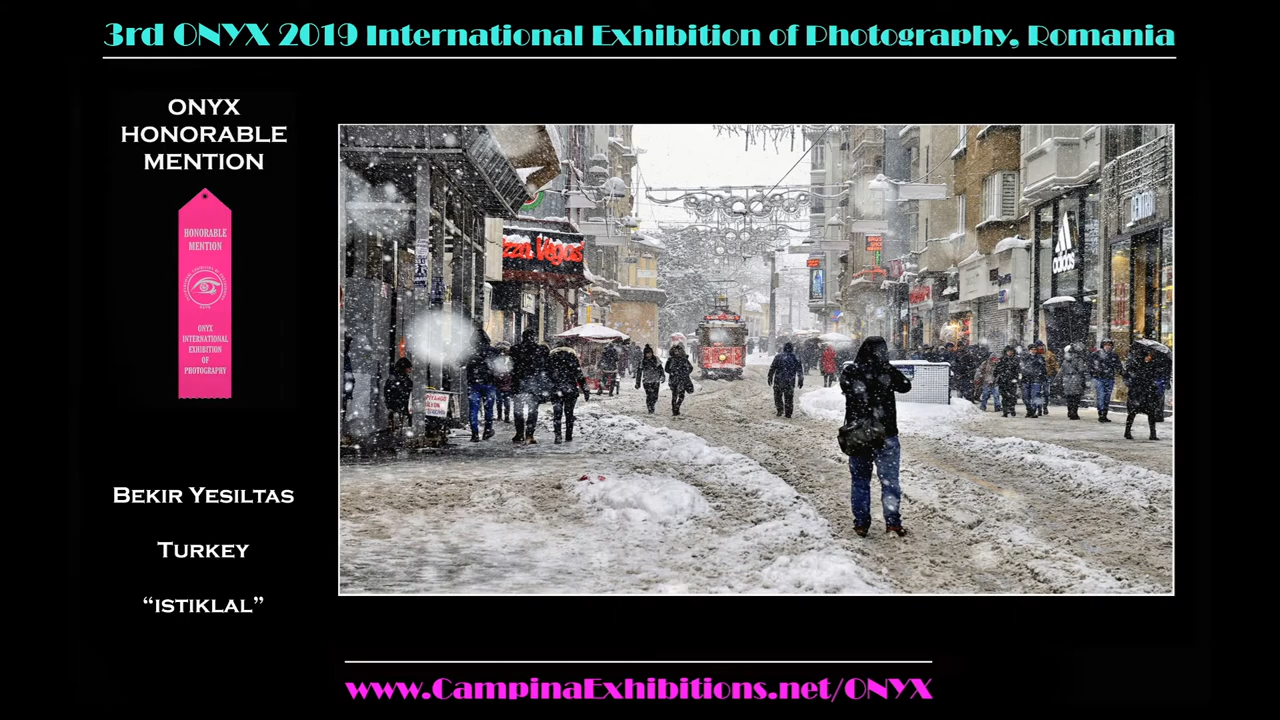 3rd ONYX 2019 International Exhibition of Photography, Romania
ONYX
HONORABLE
MENTION
HONORABLE
MENTION
ONYX
INTERNATIONAL
EXHIBITION
OF
PHOTOGRAPHY
BEKIR YESILTAS
TURKEY
“ISTIKLAL”
zza Vegas
adidas
www.CampinaExhibitions.net/ONYX